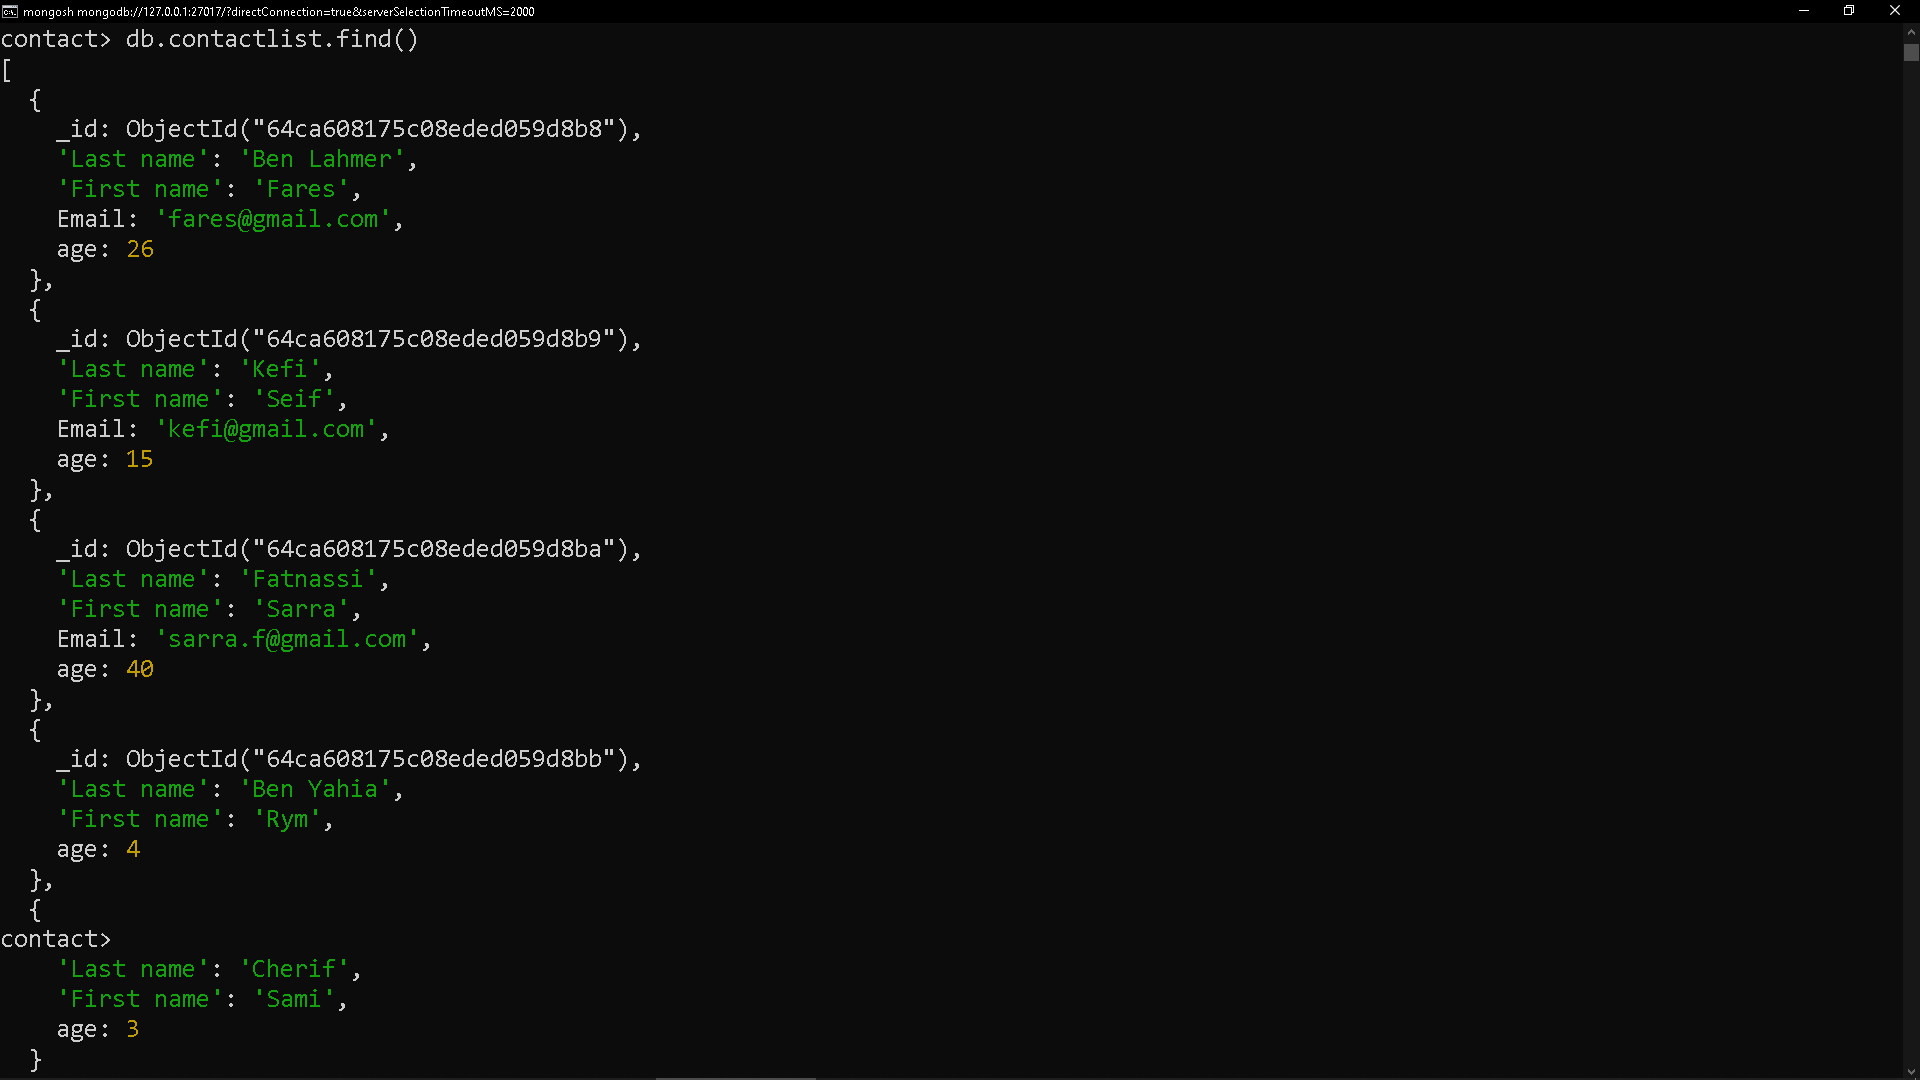 mongosh mongodb://127.0.0.1:27017/?directConnection=true&serverSelectionTimeoutMS=2000
contact> db.contactlist.find()
[
  {
    _id: ObjectId("64ca608175c08eded059d8b8"),
    'Last name': 'Ben Lahmer',
    'First name': 'Fares',
    Email: 'fares@gmail.com',
    age: 26
  },
  {
    _id: ObjectId("64ca608175c08eded059d8b9"),
    'Last name': 'Kefi',
    'First name': 'Seif',
    Email: 'kefi@gmail.com',
    age: 15
  },
  {
    _id: ObjectId("64ca608175c08eded059d8ba"),
    'Last name': 'Fatnassi',
    'First name': 'Sarra',
    Email: 'sarra.f@gmail.com',
    age: 40
  },
  {
    _id: ObjectId("64ca608175c08eded059d8bb"),
    'Last name': 'Ben Yahia',
    'First name': 'Rym',
    age: 4
  },
  {
contact>
    'Last name': 'Cherif',
    'First name': 'Sami',
    age: 3
  }